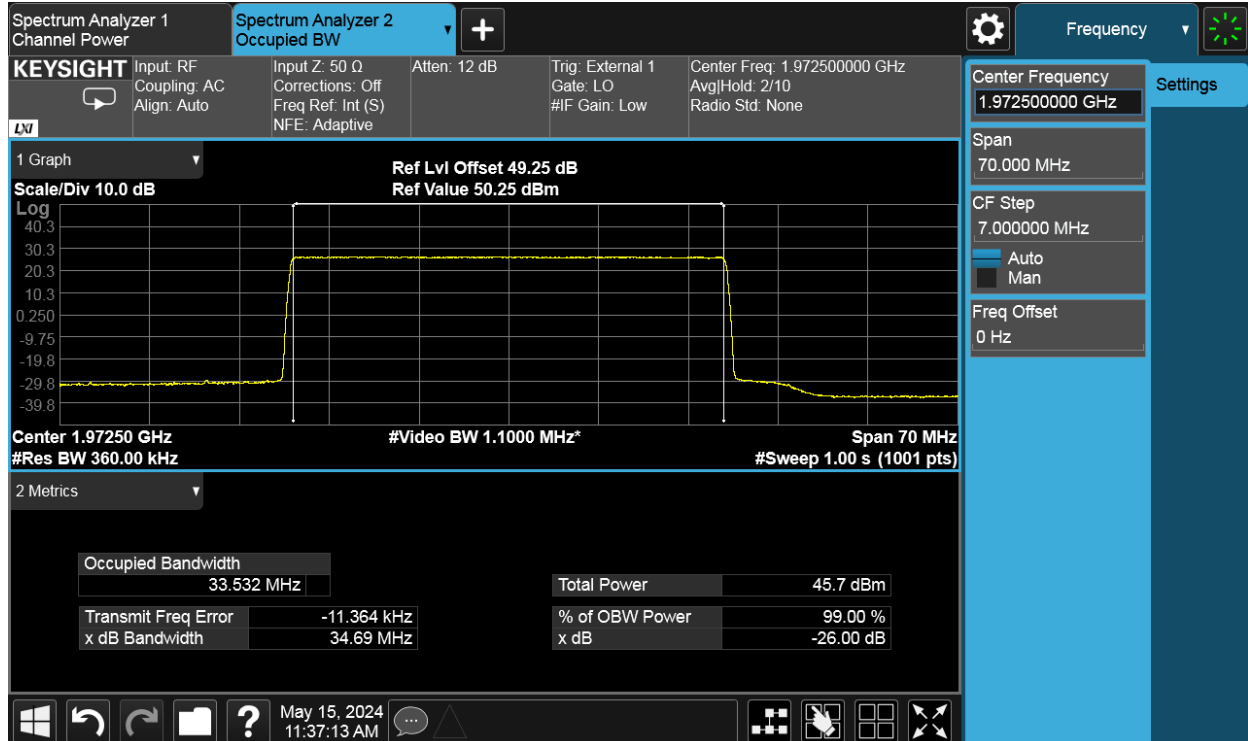 Spectrum Analyzer 1
Channel Power
Spectrum Analyzer 2
Occupied BW
Frequency
KEYSIGHT
LXI
Input: RF
Coupling: AC
Align: Auto
Input Z: 50 Ω
Corrections: Off
Freq Ref: Int (S)
NFE: Adaptive
Atten: 12 dB
Trig: External 1
Gate: LO
#IF Gain: Low
Center Freq: 1.972500000 GHz
Avg|Hold: 2/10
Radio Std: None
Center Frequency
1.972500000 GHz
Settings
Span
70.000 MHz
CF Step
7.000000 MHz
Auto
Man
Freq Offset
0 Hz
1 Graph
Ref Lvl Offset 49.25 dB
Scale/Div 10.0 dB
Ref Value 50.25 dBm
Log
40.3
30.3
20.3
10.3
0.250
-9.75
-19.8
-29.8
-39.8
Center 1.97250 GHz
#Video BW 1.1000 MHz*
Span 70 MHz
#Res BW 360.00 kHz
#Sweep 1.00 s (1001 pts)
2 Metrics
Occupied Bandwidth
33.532 MHz
Total Power 45.7 dBm
Transmit Freq Error -11.364 kHz
% of OBW Power 99.00 %
x dB Bandwidth 34.69 MHz
x dB -26.00 dB
?
May 15, 2024
11:37:13 AM